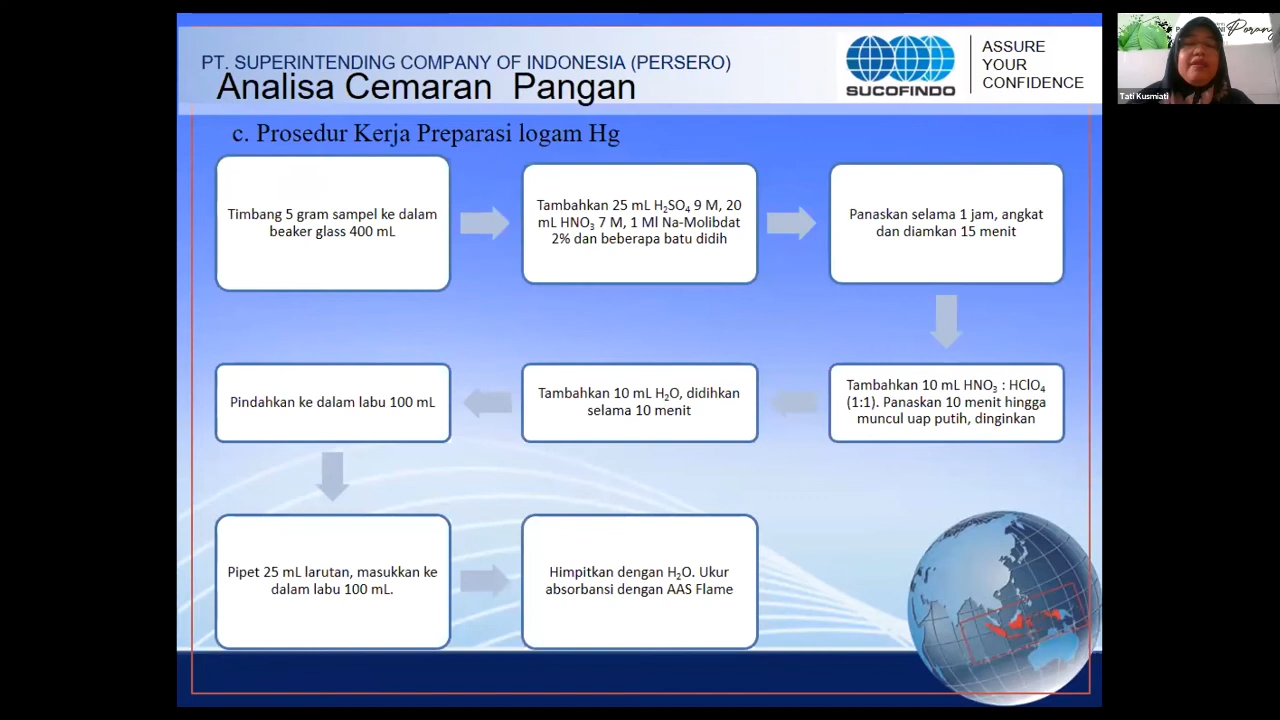 PT. SUPERINTENDING COMPANY OF INDONESIA (PERSERO)
Analisa Cemaran Pangan
SUCOFINDO
ASSURE
YOUR
CONFIDENCE
c. Prosedur Kerja Preparasi logam Hg
Timbang 5 gram sampel ke dalam
beaker glass 400 mL
Tambahkan 25 mL H₂SO₄ 9 M, 20
mL HNO₃ 7 M, 1 Ml Na-Molibdat
2% dan beberapa batu didih
Panaskan selama 1 jam, angkat
dan diamkan 15 menit
Tambahkan 10 mL HNO₃ : HClO₄
(1:1). Panaskan 10 menit hingga
muncul uap putih, dinginkan
Tambahkan 10 mL H₂O, didihkan
selama 10 menit
Pindahkan ke dalam labu 100 mL
Pipet 25 mL larutan, masukkan ke
dalam labu 100 mL.
Himpitkan dengan H₂O. Ukur
absorbansi dengan AAS Flame
Porang
Tati Kusmiati